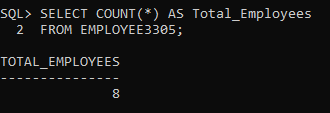 SQL> SELECT COUNT(*) AS Total_Employees
  2  FROM EMPLOYEE3305;
TOTAL_EMPLOYEES
---------------
              8